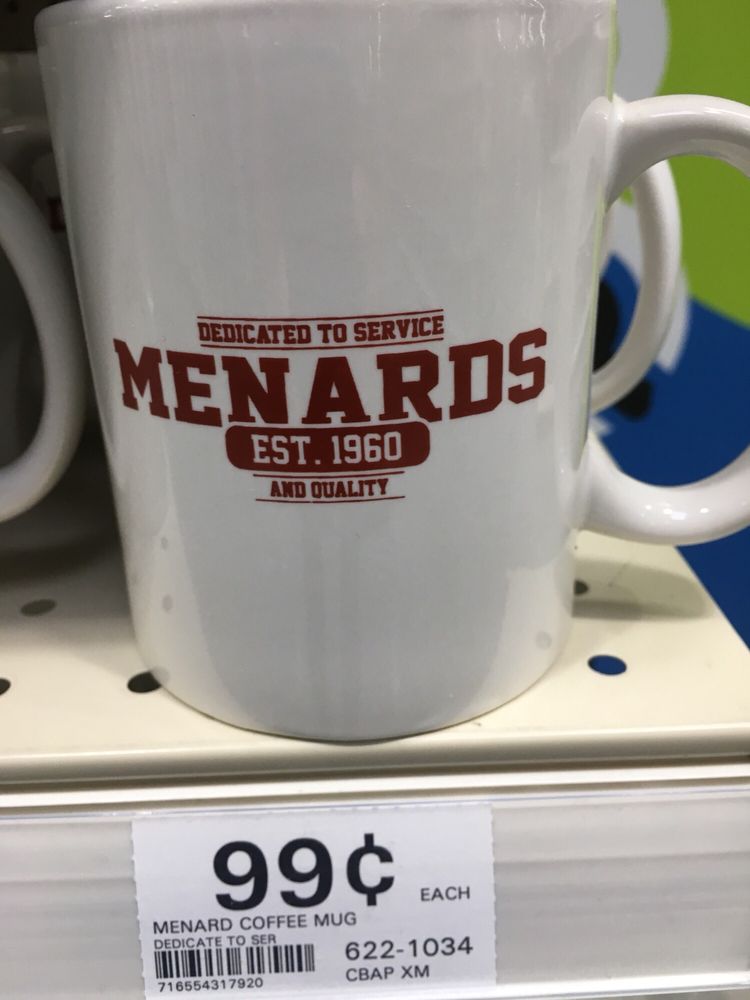 DEDICATED TO SERVICE
MENARDS
EST. 1960
AND QUALITY
99¢ EACH
MENARD COFFEE MUG
DEDICATE TO SER
622-1034
CBAP XM
716554317920